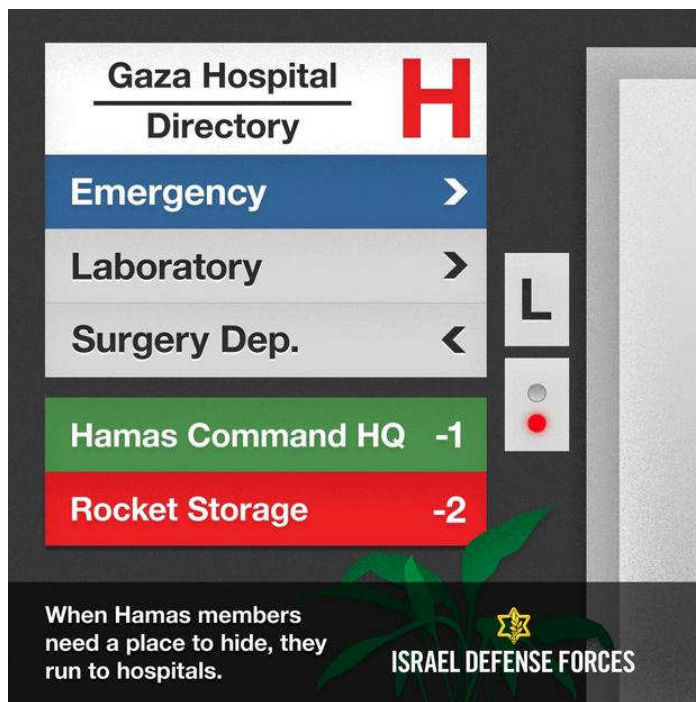 Gaza Hospital
Directory
H
Emergency >
Laboratory >
Surgery Dep. <
L
Hamas Command HQ -1
Rocket Storage -2
When Hamas members
need a place to hide, they
run to hospitals.
ISRAEL DEFENSE FORCES